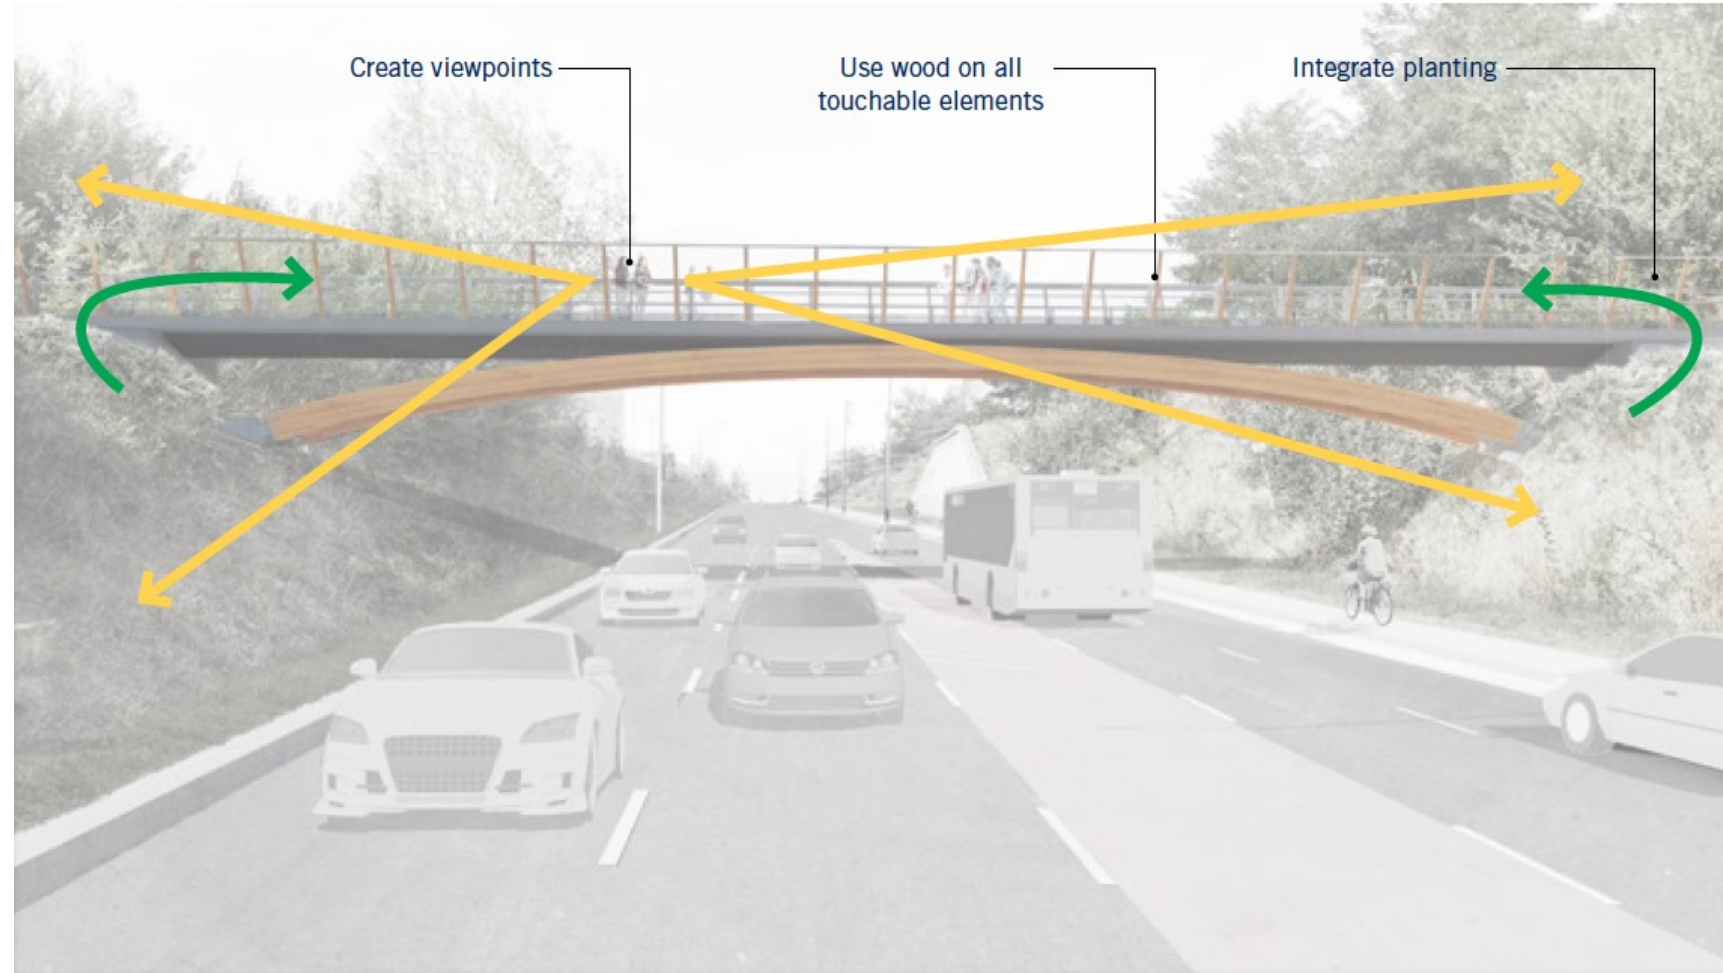 Create viewpoints
Use wood on all
touchable elements
Integrate planting